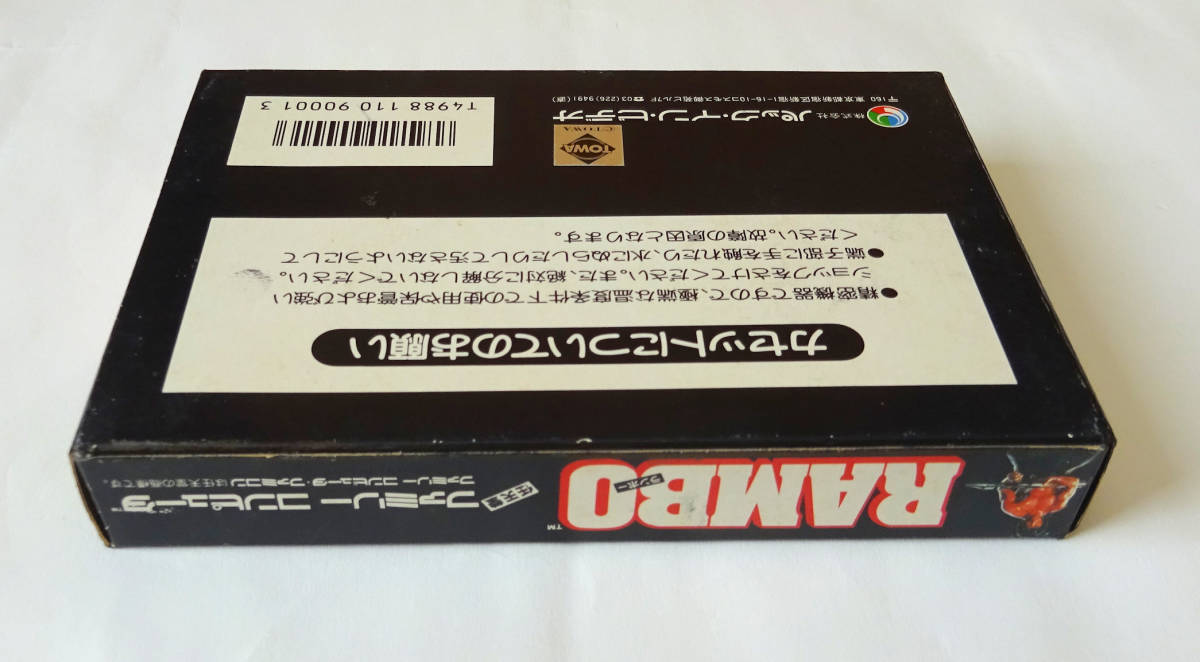 カセットについてのお願い
●精密機器ですので、極端な温度条件下での使用や保管および強い
ショックをさけてください。また、絶対に分解しないでください。
●端子部に手を触れたり、水にぬらしたりして汚さないようにして
ください。故障の原因となります。
TOWA
CTOWA
株式会社 パック・イン・ビデオ
〒160 東京都新宿区新宿1-16-10コスモス御苑ビル7F ☎03(226)9491(直)
T4988 110 90001 3
RAMBO
ランボー
TM
任天堂
ファミリー コンピュータ
ファミリー コンピュータ・ファミコンは任天堂の商標です。